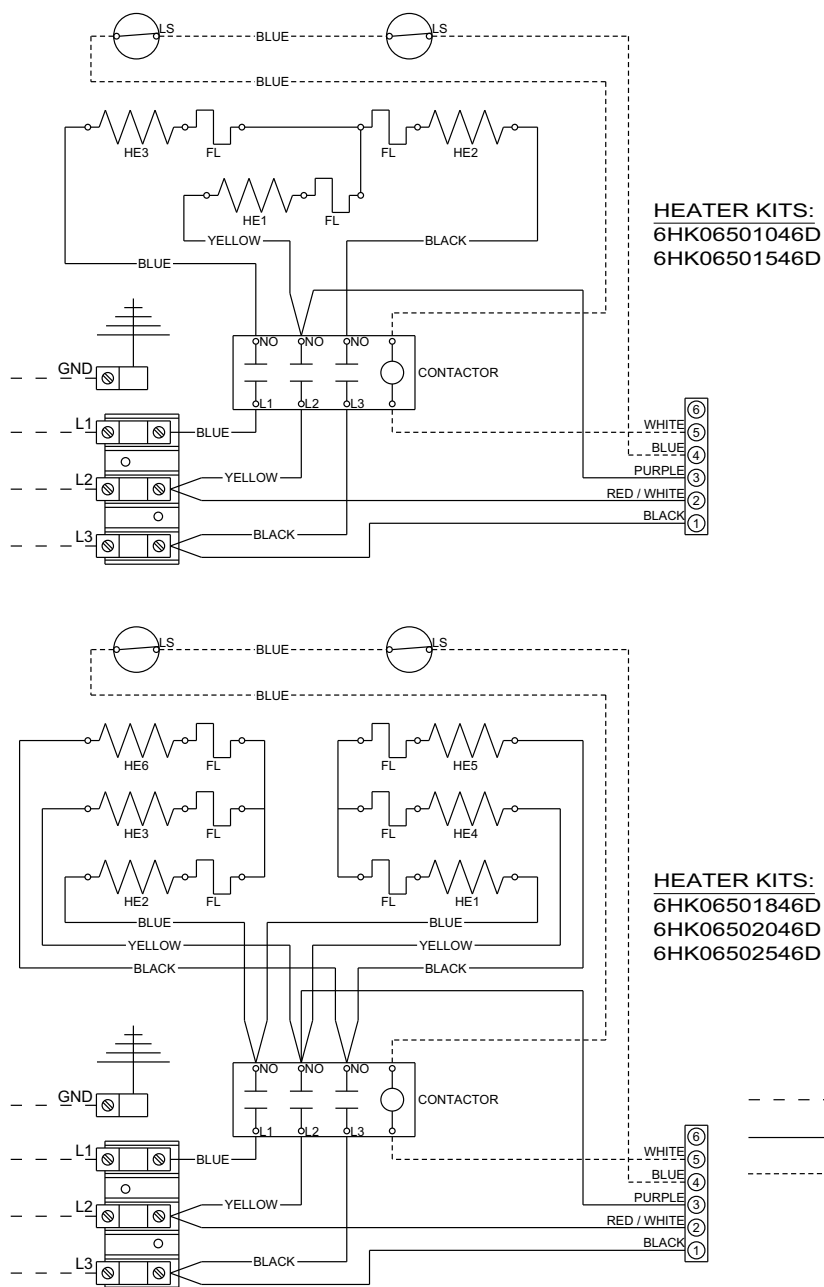 LS BLUE LS
BLUE
HE3 FL FL HE2
HE1 FL
YELLOW BLACK
BLUE
HEATER KITS:
6HK06501046D
6HK06501546D
NO NO NO
GND CONTACTOR
L1 L2 L3
L1 BLUE
L2 YELLOW
L3 BLACK
6
WHITE 5
BLUE 4
PURPLE 3
RED / WHITE 2
BLACK 1
LS BLUE LS
BLUE
HE6 FL FL HE5
HE3 FL FL HE4
HE2 FL FL HE1
BLUE BLUE
YELLOW YELLOW
BLACK BLACK
HEATER KITS:
6HK06501846D
6HK06502046D
6HK06502546D
NO NO NO
GND CONTACTOR
L1 L2 L3
L1 BLUE
L2 YELLOW
L3 BLACK
6
WHITE 5
BLUE 4
PURPLE 3
RED / WHITE 2
BLACK 1